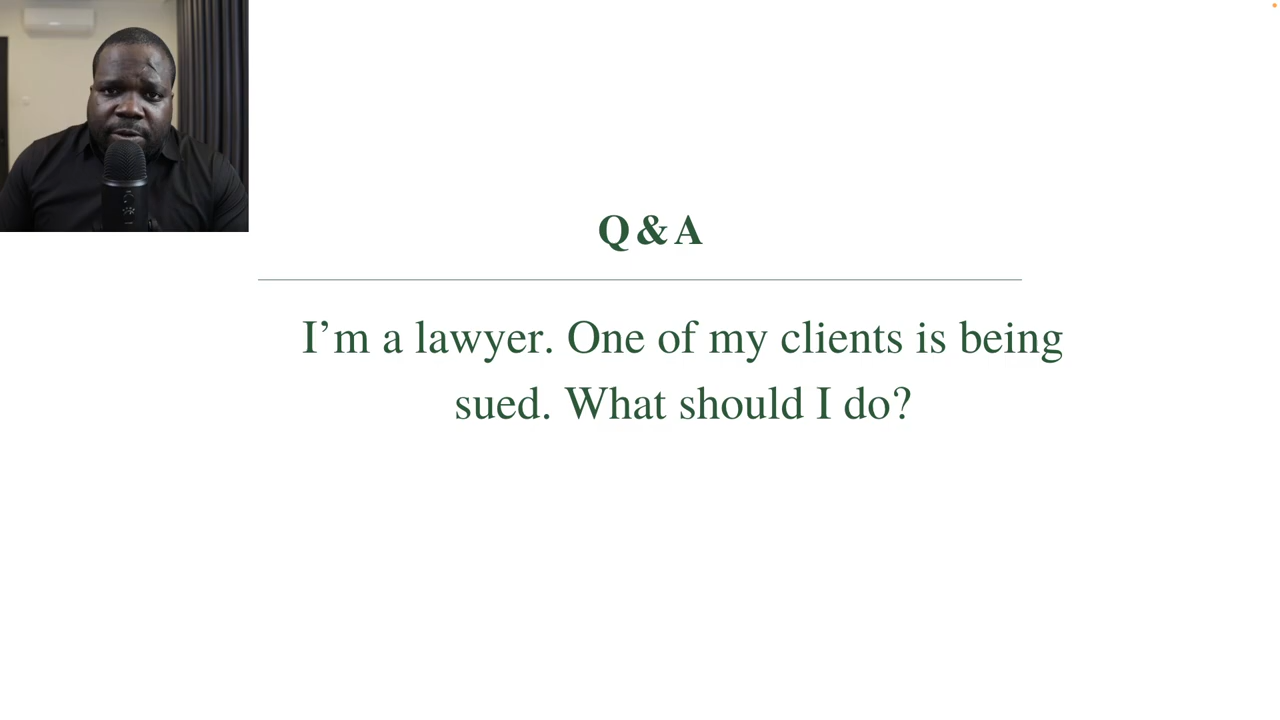 Q & A
I’m a lawyer. One of my clients is being
sued. What should I do?